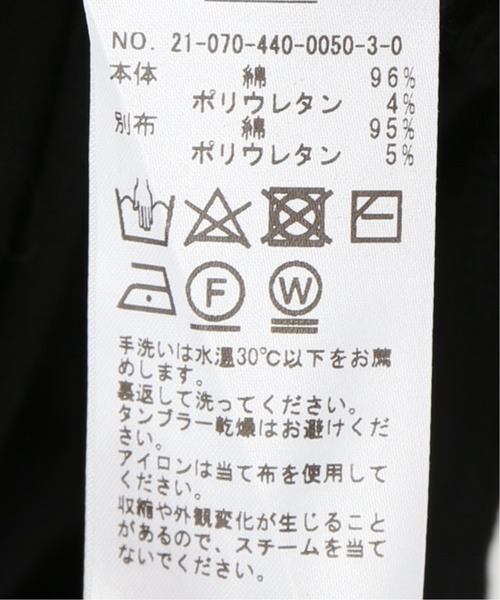 NO. 21-070-440-0050-3-0
本体 綿 96%
ポリウレタン 4%
別布 綿 95%
ポリウレタン 5%
F W
手洗いは水温30℃以下をお薦
めします。
裏返して洗ってください。
タンブラー乾燥はお避けくだ
さい。
アイロンは当て布を使用して
ください。
収縮や外観変化が生じること
があるので、スチームを当て
ないでください。